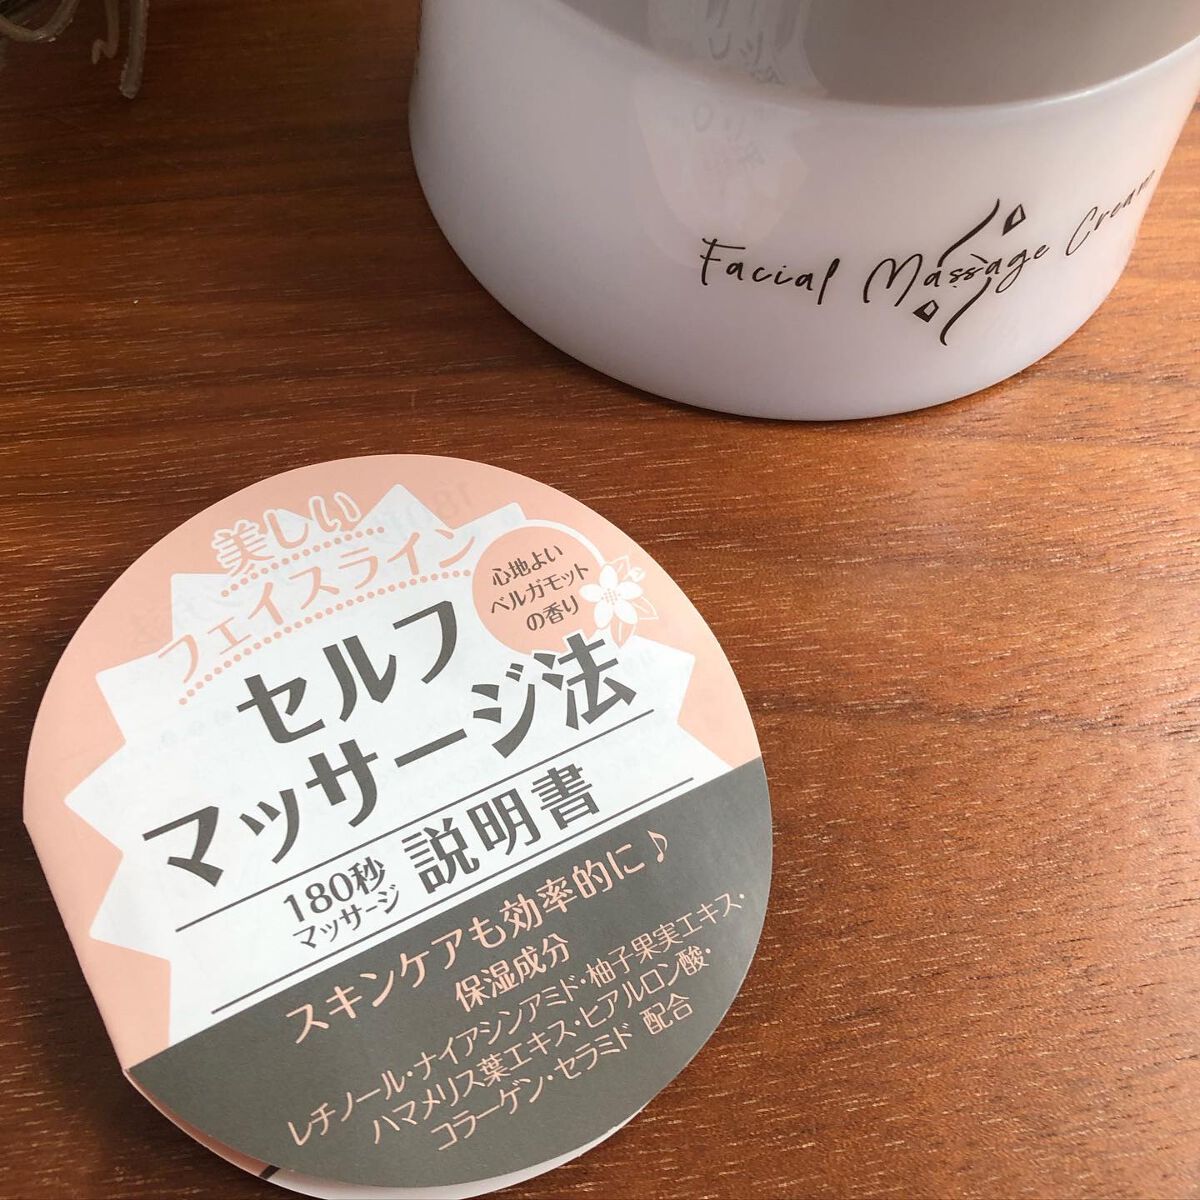 Facial Massage Cream
美しい
フェイスライン
心地よい
ベルガモット
の香り
セルフ
マッサージ法
180秒
マッサージ
説明書
スキンケアも効率的に♪
保湿成分
レチノール・ナイアシンアミド・柚子果実エキス・
ハマメリス葉エキス・ヒアルロン酸・
コラーゲン・セラミド 配合